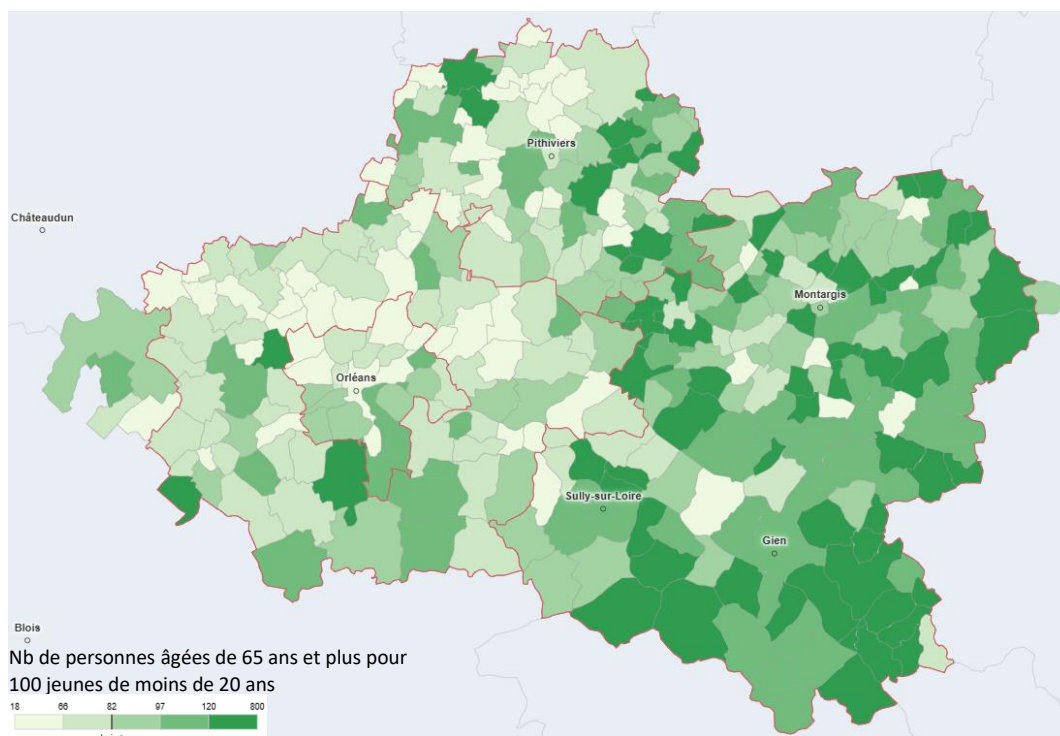 Pithiviers
Châteaudun
Montargis
Orléans
Sully-sur-Loire
Gien
Blois
Nb de personnes âgées de 65 ans et plus pour
100 jeunes de moins de 20 ans
18 66 82 97 120 800